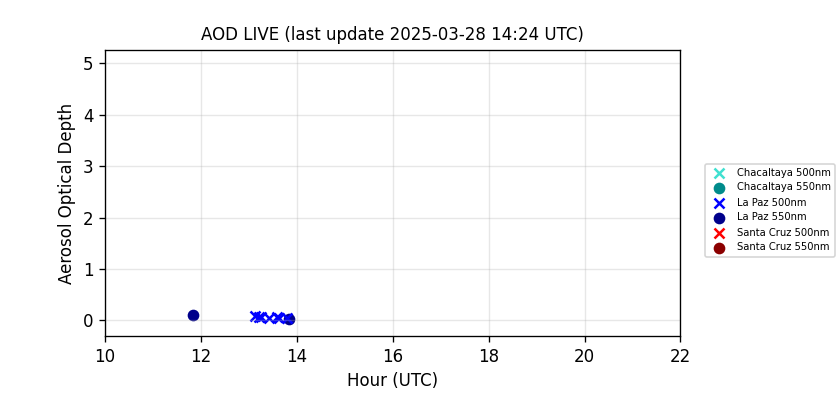 AOD LIVE (last update 2025-03-28 14:24 UTC)
5
4
3
2
1
0
Aerosol Optical Depth
10 12 14 16 18 20 22
Hour (UTC)
Chacaltaya 500nm
Chacaltaya 550nm
La Paz 500nm
La Paz 550nm
Santa Cruz 500nm
Santa Cruz 550nm